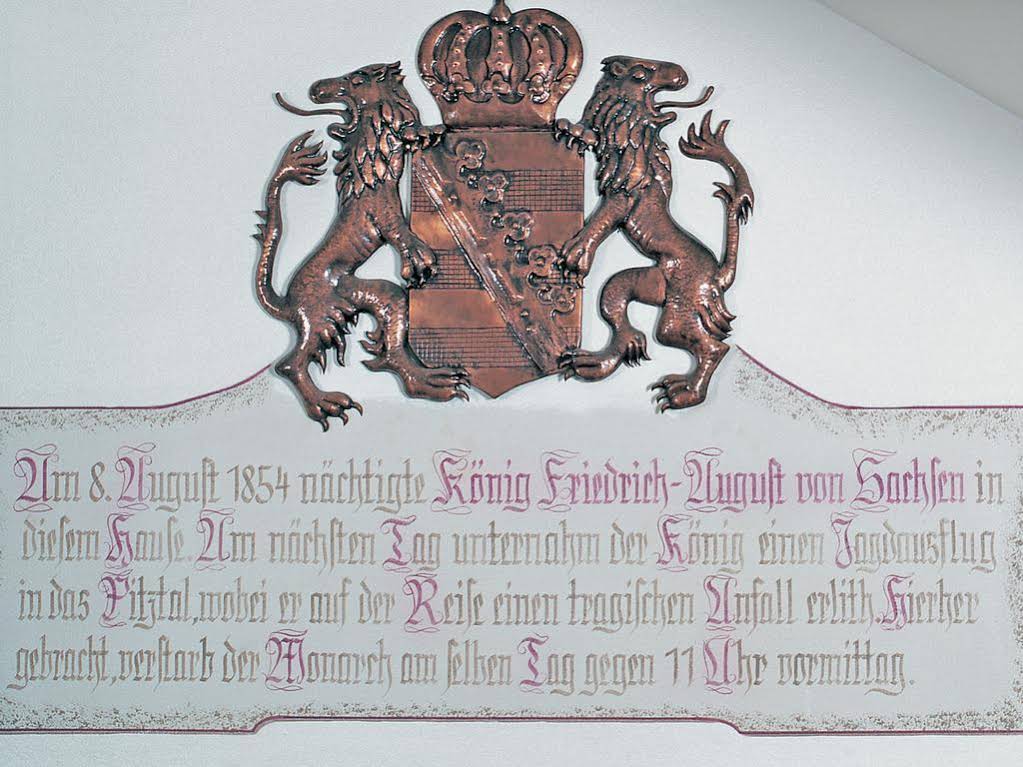 Am 8. August 1854 nächtigte König Friedrich-August von Sachsen in
diesem Hause. Am nächsten Tag unternahm der König einen Jagdausflug
in das Pitztal, wobei er auf der Reise einen tragischen Unfall erlith. Hierher
gebracht, verstarb der Monarch am selben Tag gegen 11 Uhr vormittag.